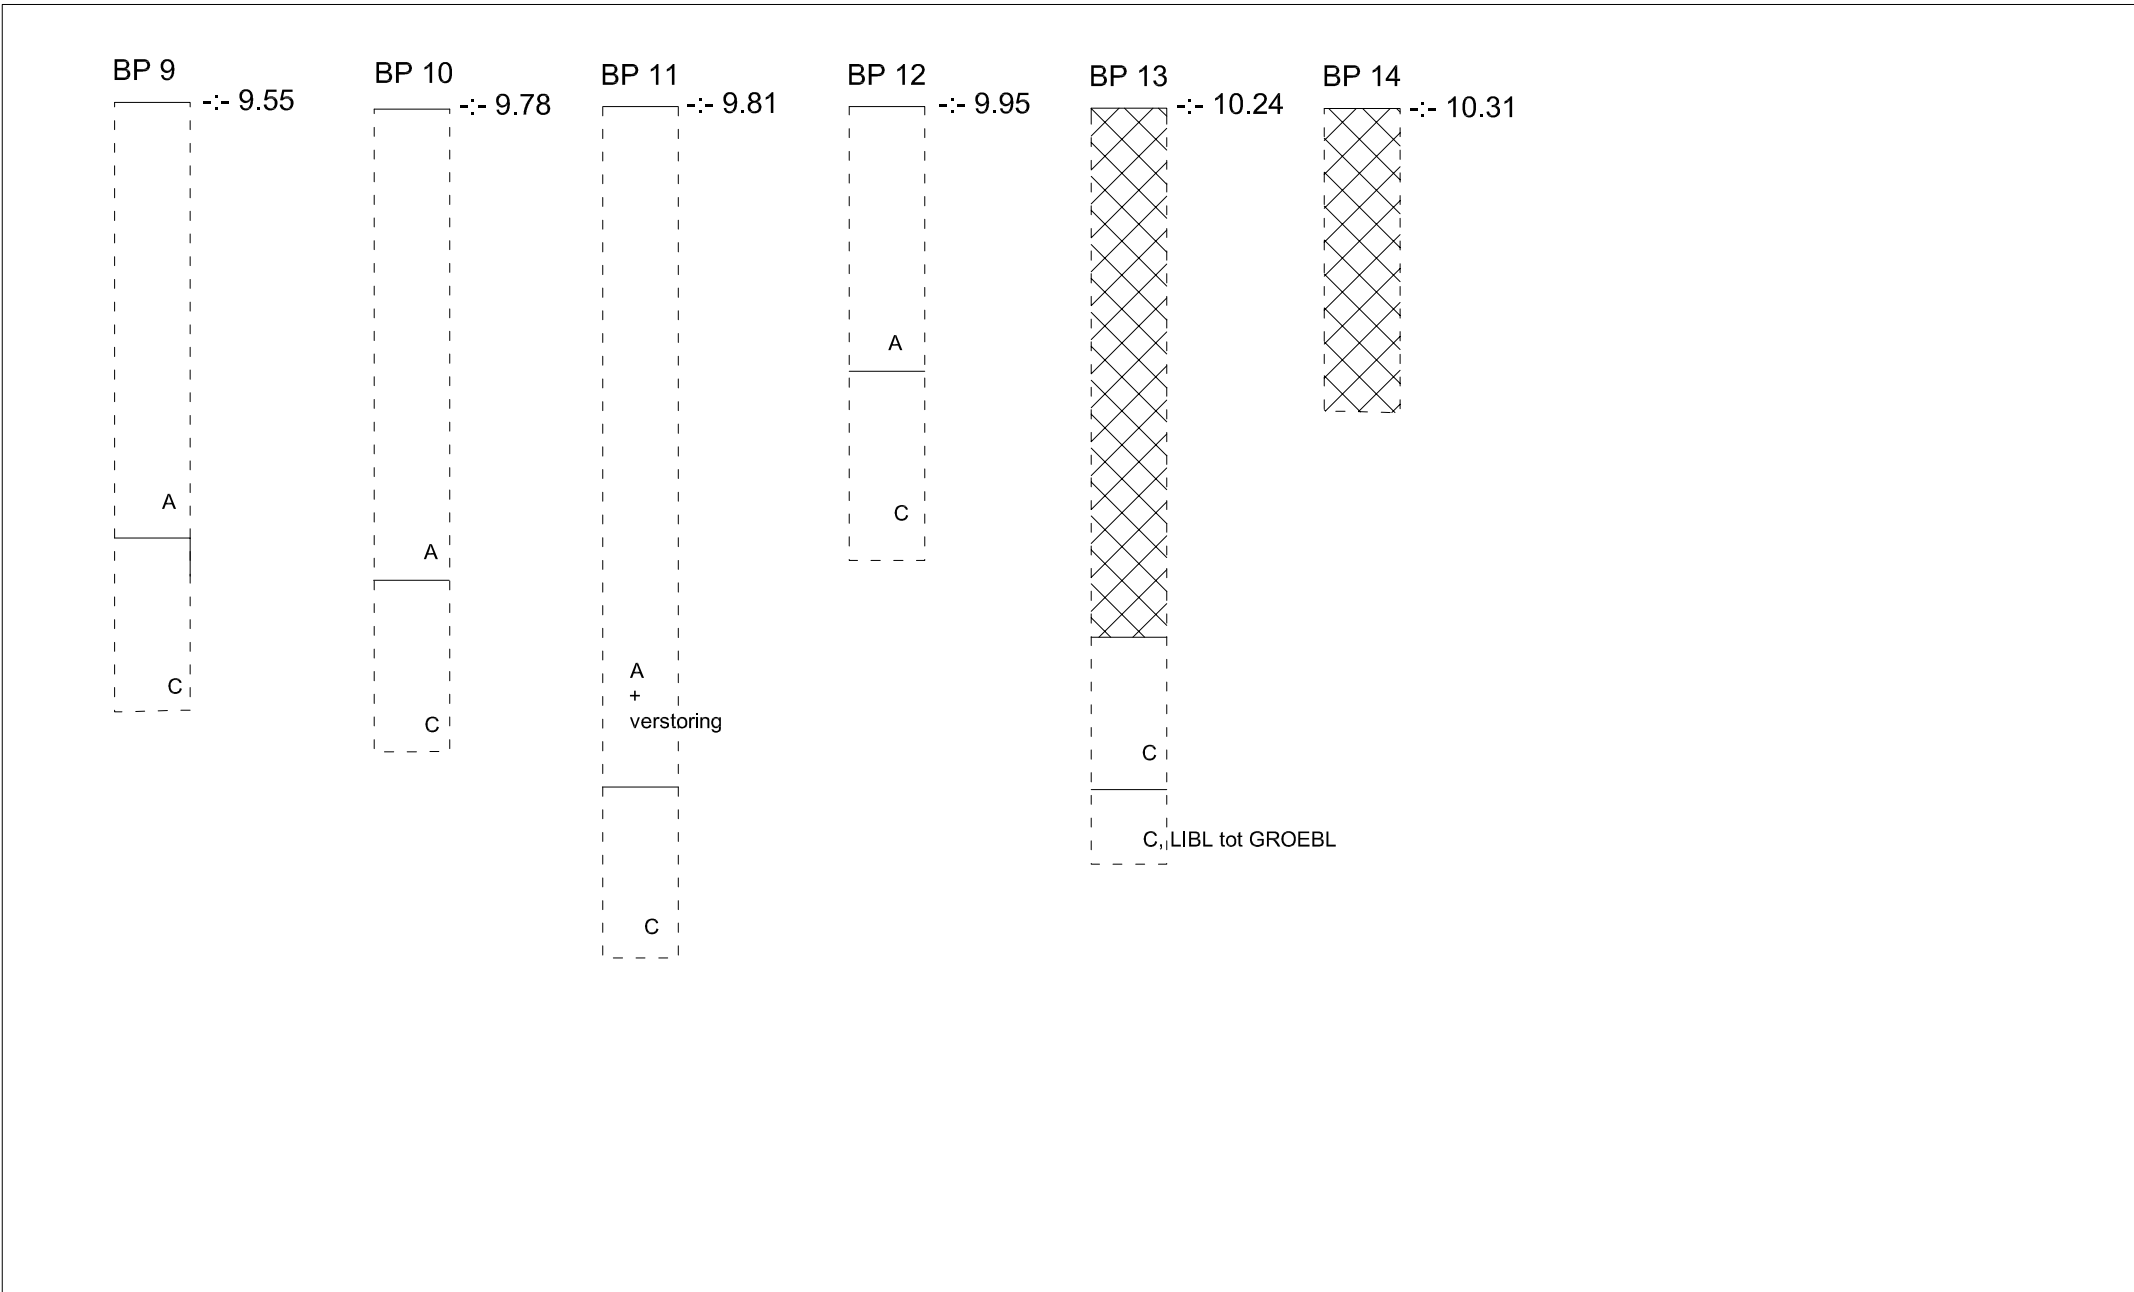 BP 9
-:- 9.55
BP 10
-:- 9.78
BP 11
-:- 9.81
BP 12
-:- 9.95
BP 13
-:- 10.24
BP 14
-:- 10.31
A
C
A
C
A
+
verstoring
C
A
C
C
C, LIBL tot GROEBL